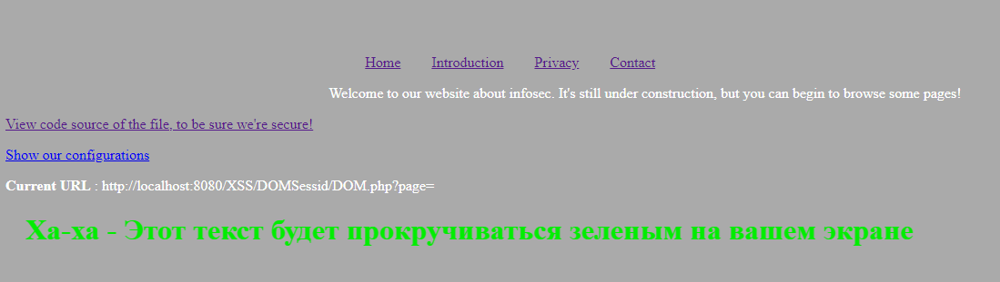 Home Introduction Privacy Contact
Welcome to our website about infosec. It's still under construction, but you can begin to browse some pages!
View code source of the file, to be sure we're secure!
Show our configurations
Current URL : http://localhost:8080/XSS/DOMSessid/DOM.php?page=
Ха-ха - Этот текст будет прокручиваться зеленым на вашем экране